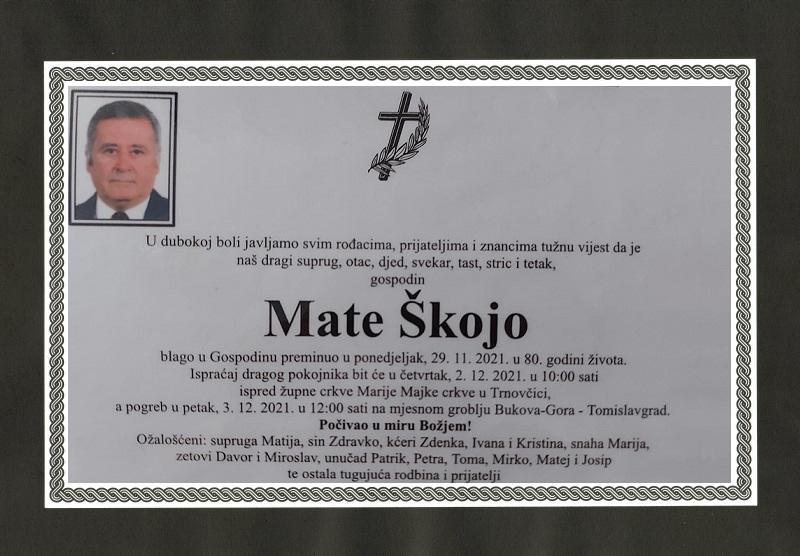 U dubokoj boli javljamo svim rođacima, prijateljima i znancima tužnu vijest da je
naš dragi suprug, otac, djed, svekar, tast, stric i tetak,
gospodin
Mate Škojo
blago u Gospodinu preminuo u ponedjeljak, 29. 11. 2021. u 80. godini života.
Ispraćaj dragog pokojnika bit će u četvrtak, 2. 12. 2021. u 10:00 sati
ispred župne crkve Marije Majke crkve u Trnovčici,
a pogreb u petak, 3. 12. 2021. u 12:00 sati na mjesnom groblju Bukova-Gora - Tomislavgrad.
Počivao u miru Božjem!
Ožalošćeni: supruga Matija, sin Zdravko, kćeri Zdenka, Ivana i Kristina, snaha Marija,
zetovi Davor i Miroslav, unučad Patrik, Petra, Toma, Mirko, Matej i Josip
te ostala tugujuća rodbina i prijatelji